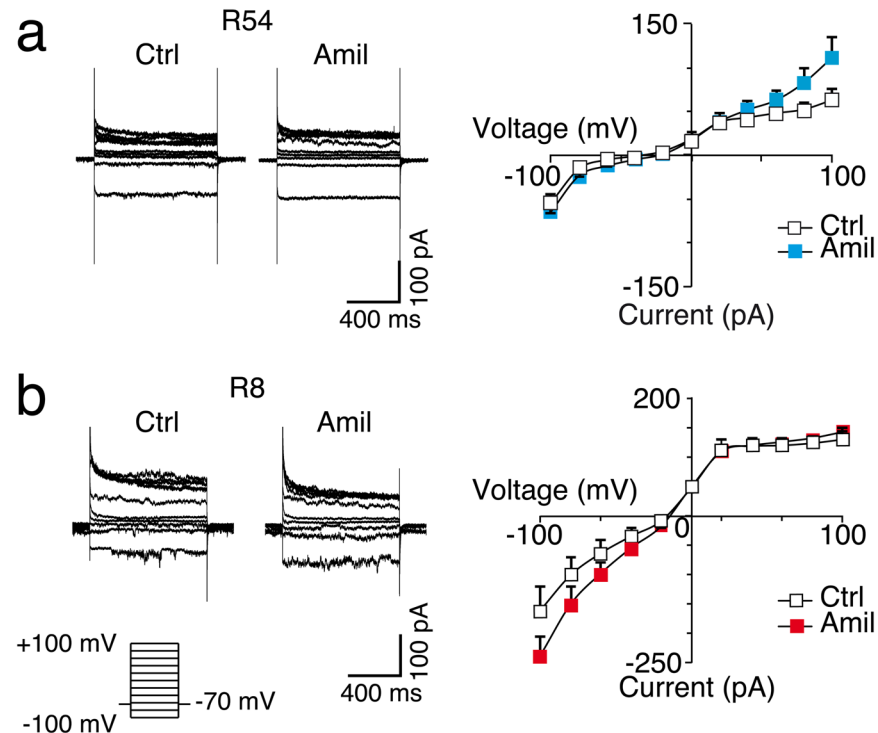 a
R54
Ctrl
Amil
100 pA
400 ms
150
Voltage (mV)
-100
100
Ctrl
Amil
-150
Current (pA)
b
R8
Ctrl
Amil
+100 mV
-70 mV
-100 mV
100 pA
400 ms
200
Voltage (mV)
-100
0
100
Ctrl
Amil
-250
Current (pA)